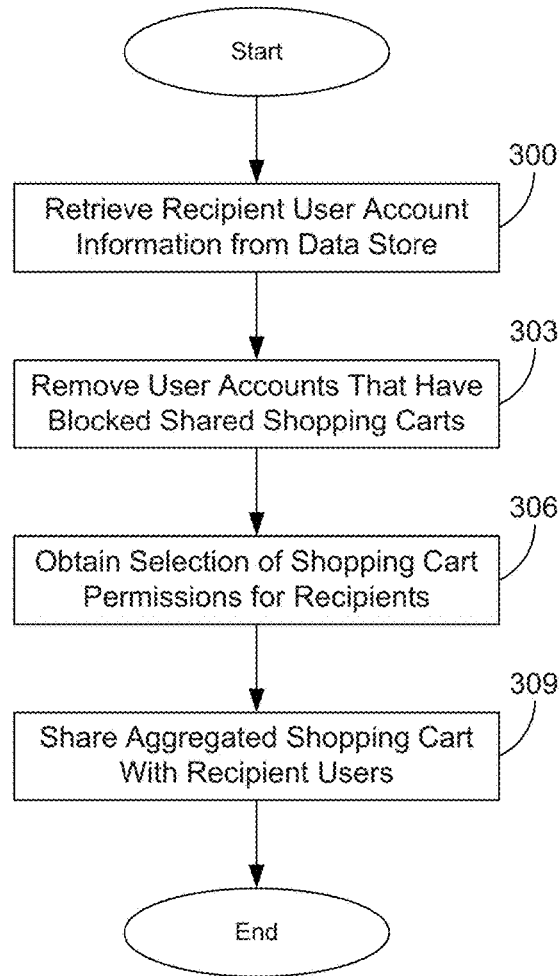 Start
300
Retrieve Recipient User Account
Information from Data Store
303
Remove User Accounts That Have
Blocked Shared Shopping Carts
306
Obtain Selection of Shopping Cart
Permissions for Recipients
309
Share Aggregated Shopping Cart
With Recipient Users
End